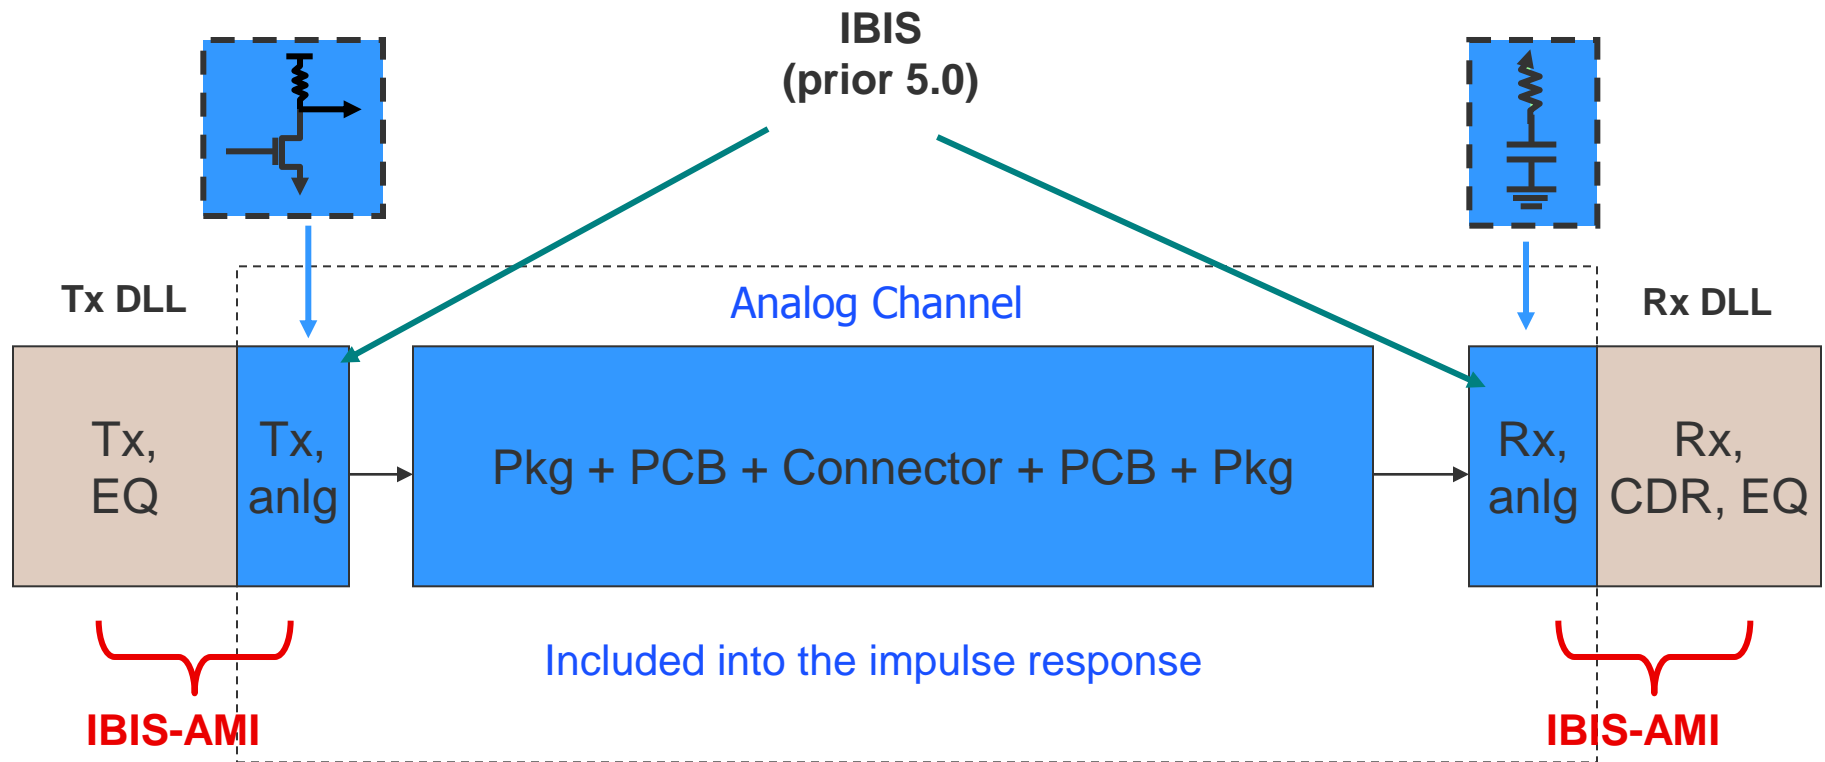 IBIS
(prior 5.0)
Tx DLL
Analog Channel
Rx DLL
Tx,
EQ
Tx,
anlg
Pkg + PCB + Connector + PCB + Pkg
Rx,
anlg
Rx,
CDR, EQ
Included into the impulse response
IBIS-AMI
IBIS-AMI